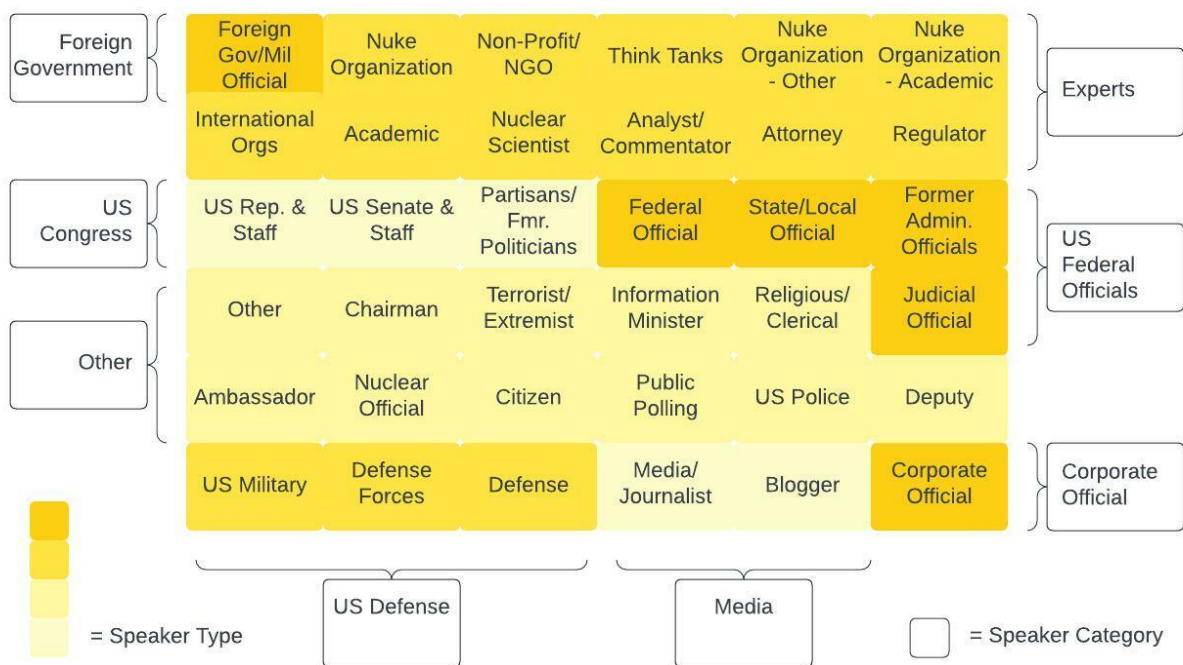 Foreign
Government
Foreign
Gov/Mil
Official
Nuke
Organization
Non-Profit/
NGO
Think Tanks
Nuke
Organization
- Other
Nuke
Organization
- Academic
Experts
International
Orgs
Academic
Nuclear
Scientist
Analyst/
Commentator
Attorney
Regulator
US
Congress
US Rep. &
Staff
US Senate &
Staff
Partisans/
Fmr.
Politicians
Federal
Official
State/Local
Official
Former
Admin.
Officials
US
Federal
Officials
Other
Other
Chairman
Terrorist/
Extremist
Information
Minister
Religious/
Clerical
Judicial
Official
Ambassador
Nuclear
Official
Citizen
Public
Polling
US Police
Deputy
US Military
Defense
Forces
Defense
Media/
Journalist
Blogger
Corporate
Official
Corporate
Official
US Defense
Media
= Speaker Type
= Speaker Category